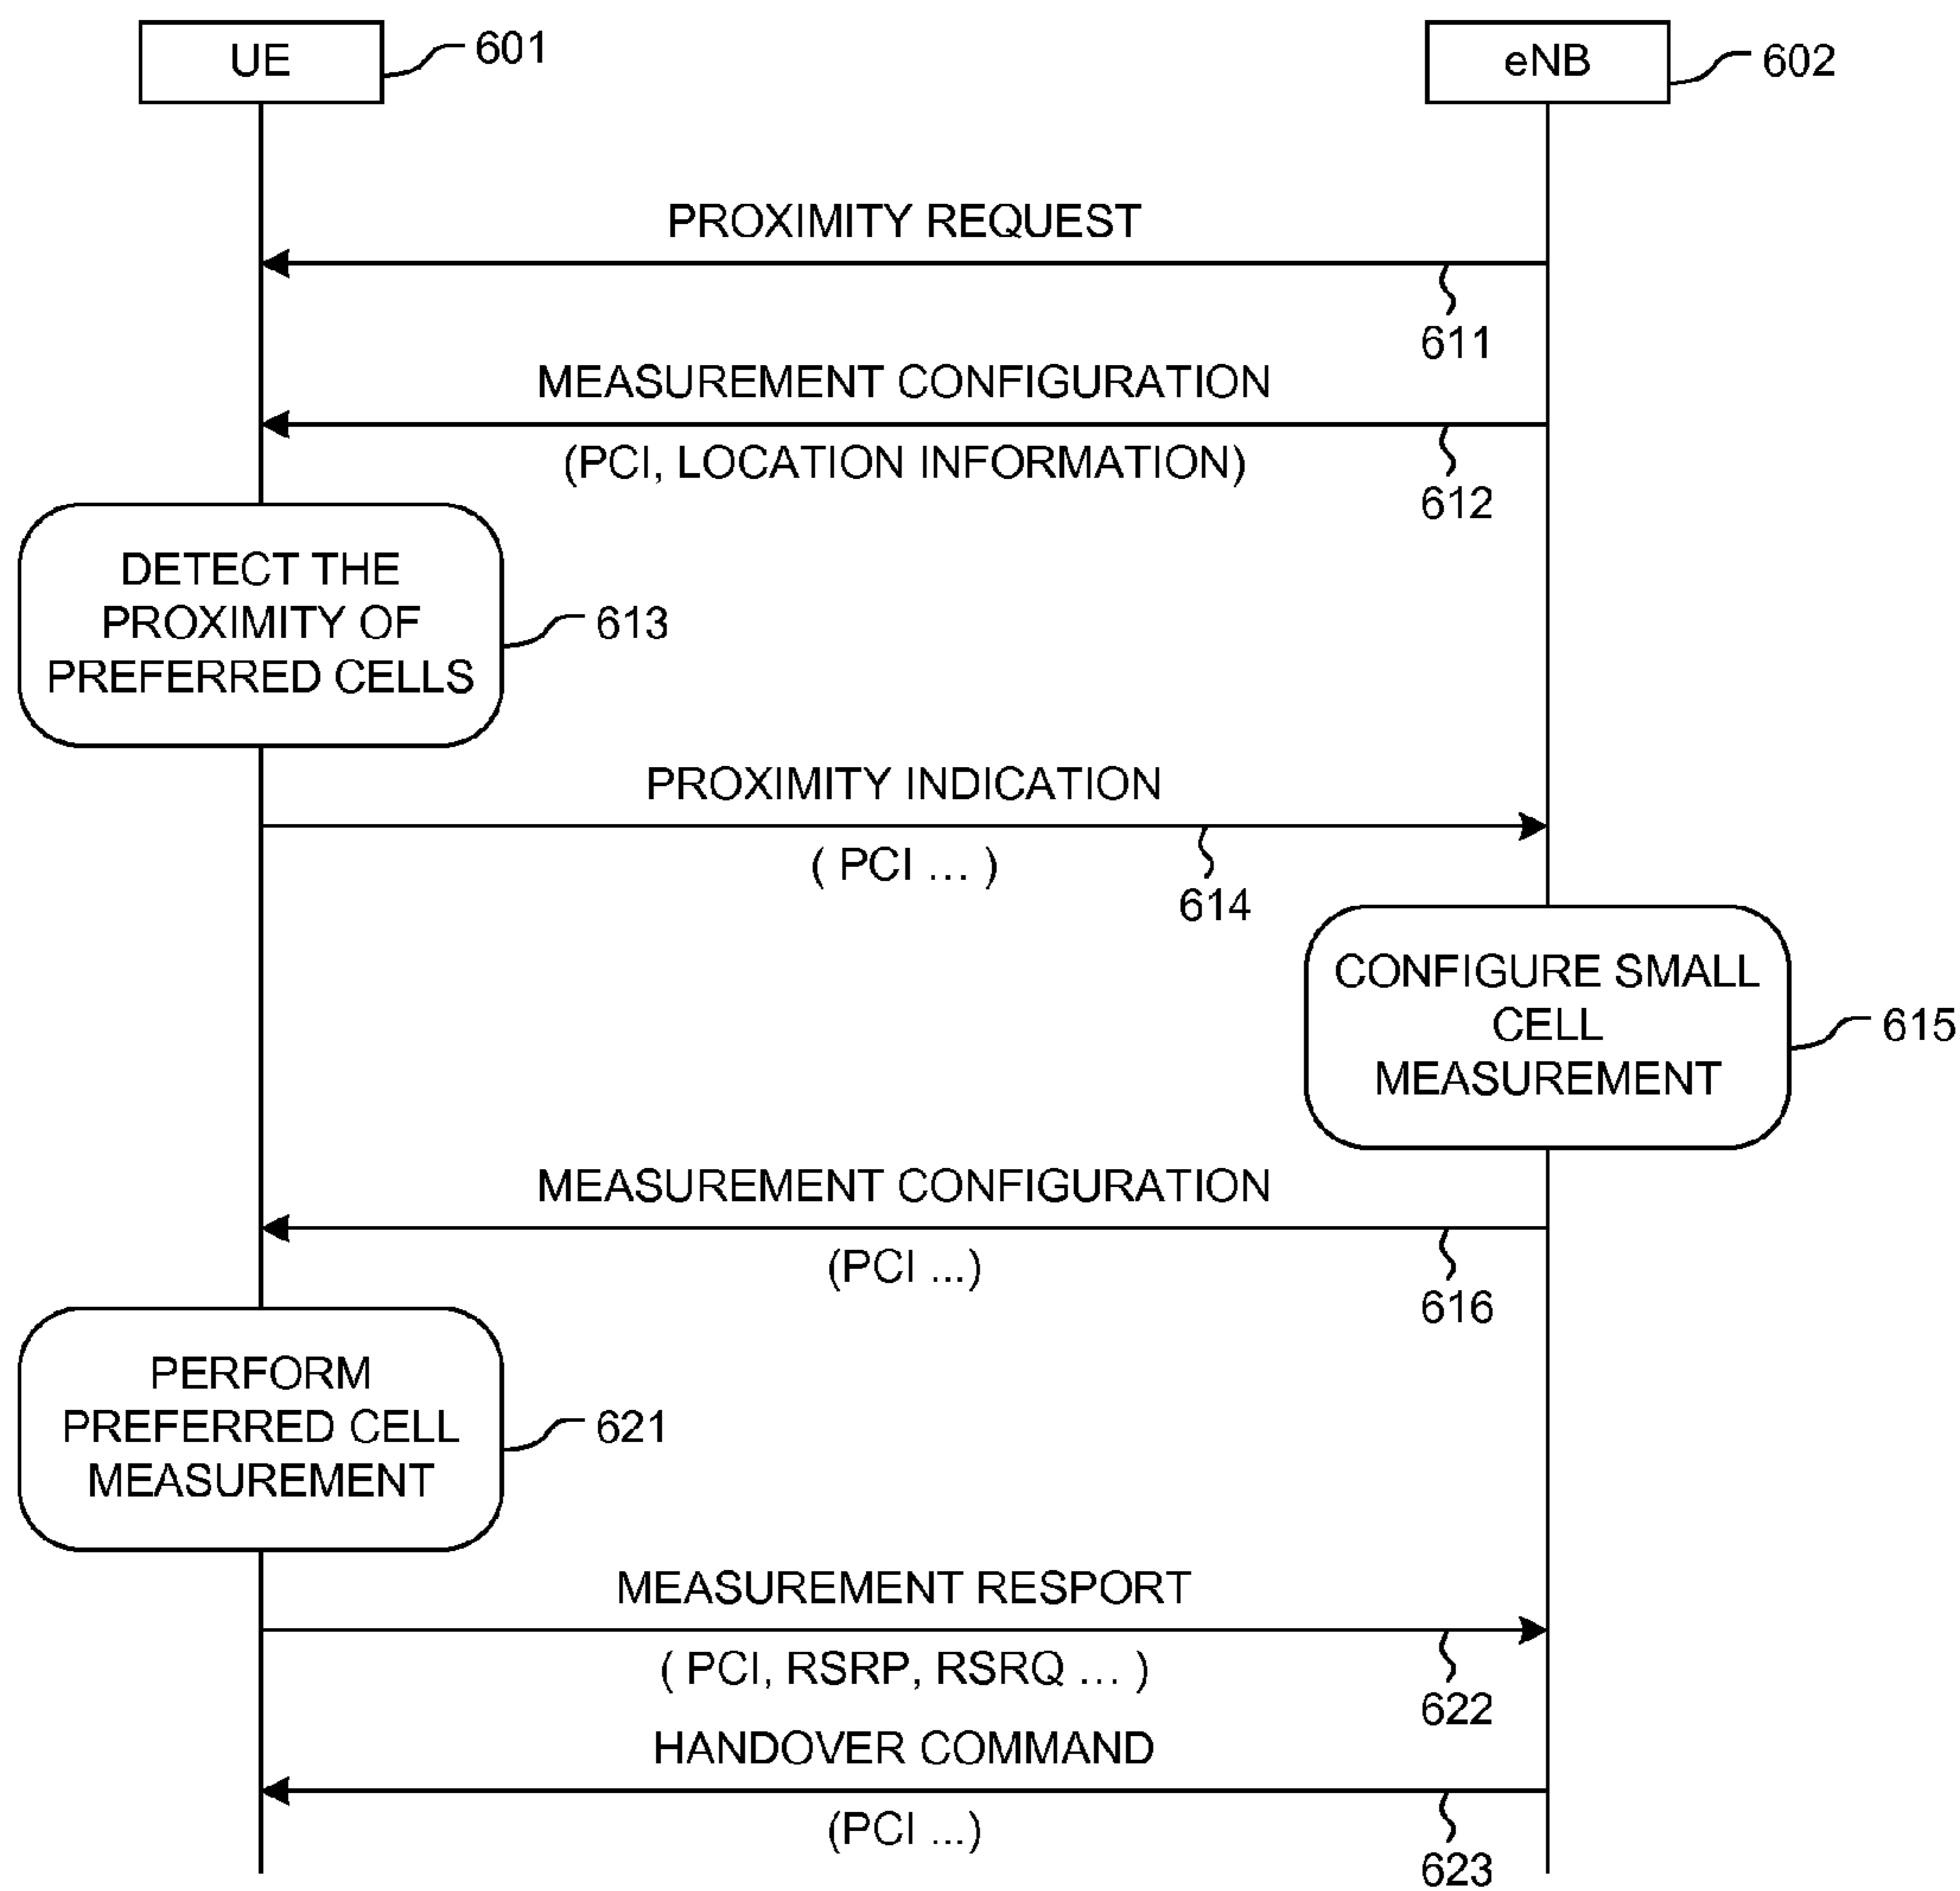 UE
601
eNB
602
PROXIMITY REQUEST
611
MEASUREMENT CONFIGURATION
(PCI, LOCATION INFORMATION)
612
DETECT THE
PROXIMITY OF
PREFERRED CELLS
613
PROXIMITY INDICATION
( PCI ... )
614
CONFIGURE SMALL
CELL
MEASUREMENT
615
MEASUREMENT CONFIGURATION
(PCI ...)
616
PERFORM
PREFERRED CELL
MEASUREMENT
621
MEASUREMENT RESPORT
( PCI, RSRP, RSRQ ... )
622
HANDOVER COMMAND
(PCI ...)
623